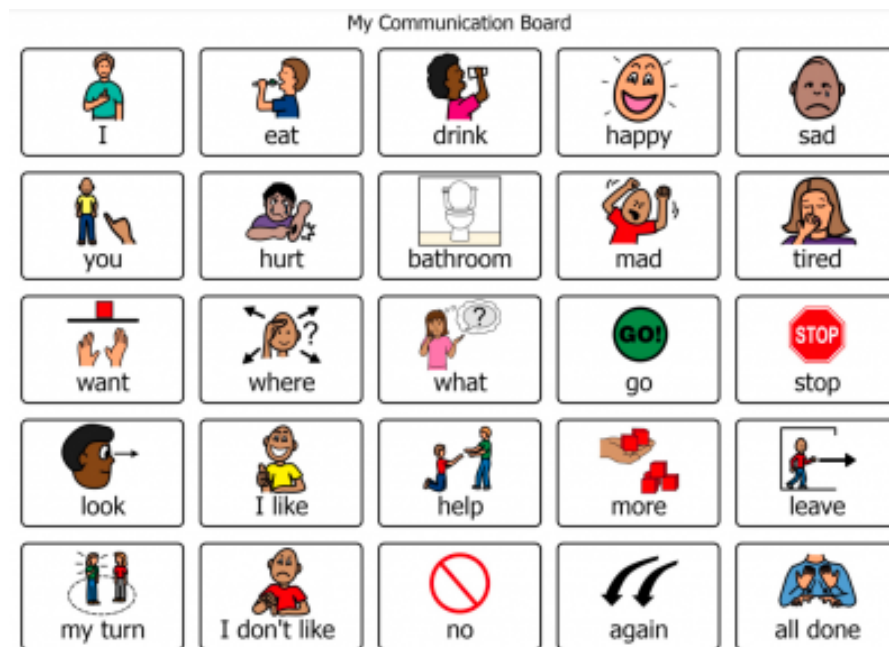 My Communication Board
I
eat
drink
happy
sad
you
hurt
bathroom
mad
tired
want
?
where
?
what
GO!
go
STOP
stop
look
I like
help
more
leave
my turn
I don't like
no
again
all done